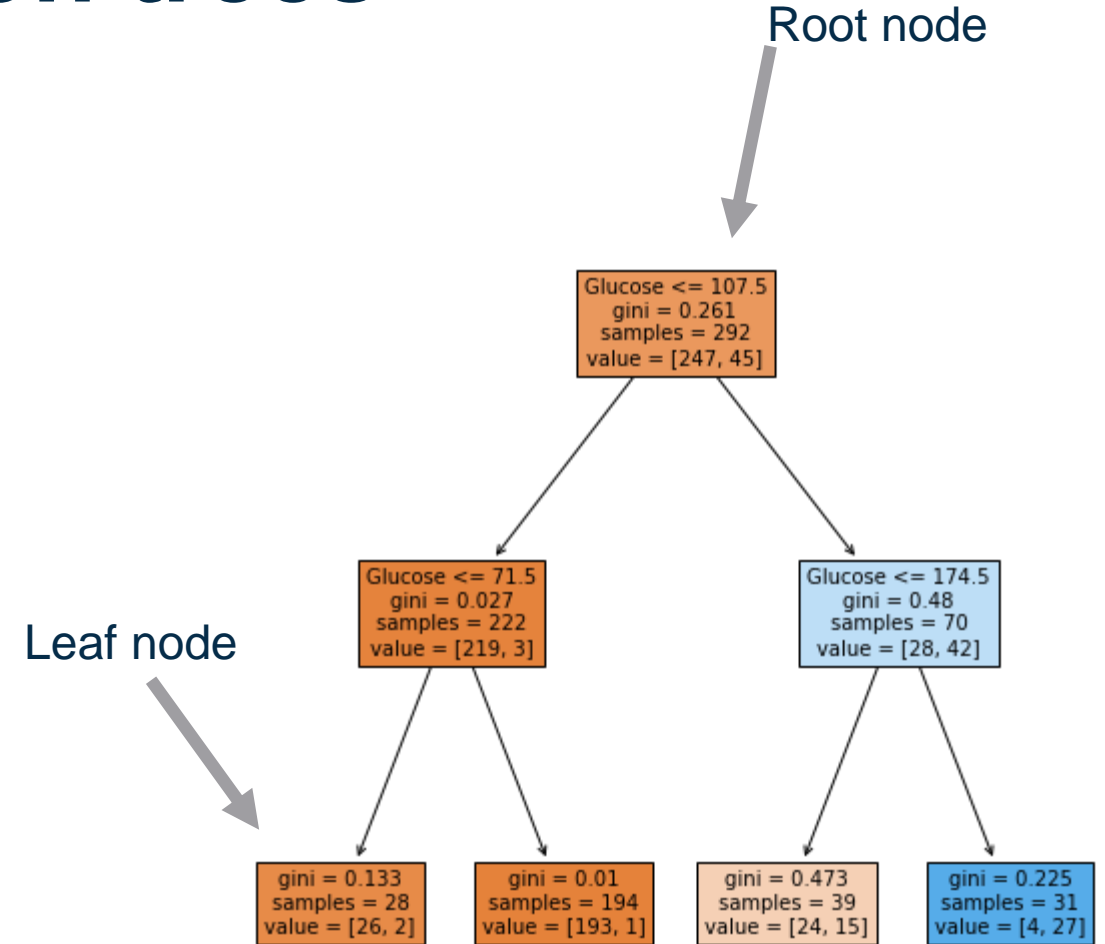 Root node
Glucose <= 107.5
gini = 0.261
samples = 292
value = [247, 45]
Glucose <= 71.5
gini = 0.027
samples = 222
value = [219, 3]
Glucose <= 174.5
gini = 0.48
samples = 70
value = [28, 42]
Leaf node
gini = 0.133
samples = 28
value = [26, 2]
gini = 0.01
samples = 194
value = [193, 1]
gini = 0.473
samples = 39
value = [24, 15]
gini = 0.225
samples = 31
value = [4, 27]